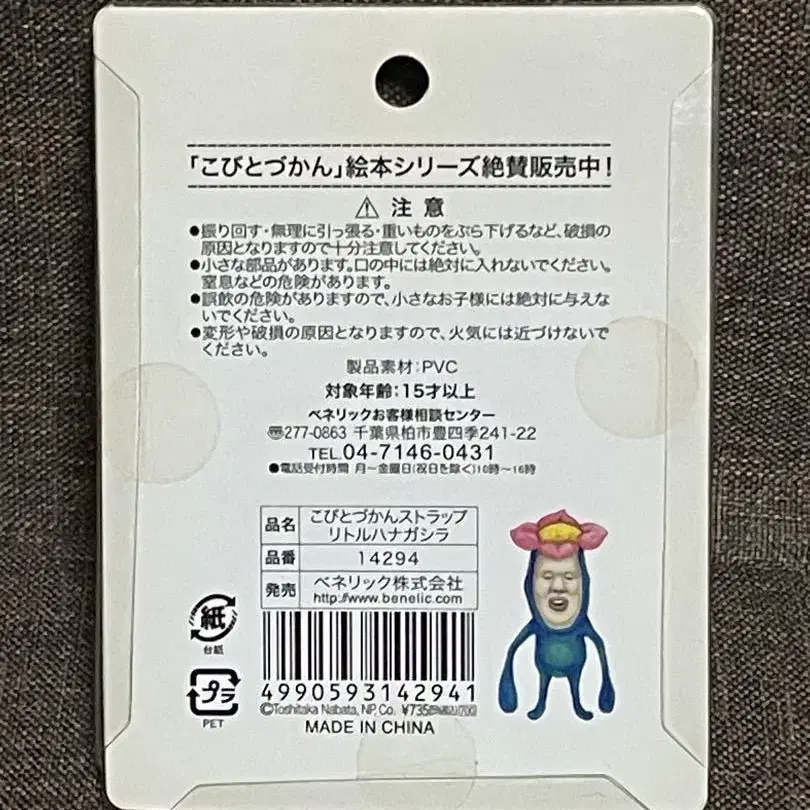 「こびとづかん」絵本シリーズ絶賛販売中!
注意
●振り回す・無理に引っ張る・重いものをぶら下げるなど、破損の
原因となりますので十分注意してください。
●小さな部品があります。口の中には絶対に入れないでください。
窒息などの危険があります。
●誤飲の危険がありますので、小さなお子様には絶対に与えな
いでください。
●変形や破損の原因となりますので、火気には近づけないで
ください。
製品素材:PVC
対象年齢:15才以上
ベネリックお客様相談センター
〠277-0863 千葉県柏市豊四季241-22
TEL.04-7146-0431
●電話受付時間 月~金曜日(祝日を除く)10時~16時
品名 こびとづかんストラップ
リトルハナガシラ
品番 14294
発売 ベネリック株式会社
http://www.benelic.com
紙
台紙
プラ
PET
4990593142941
©Toshitaka Nabata, NP, Co. ¥735
MADE IN CHINA